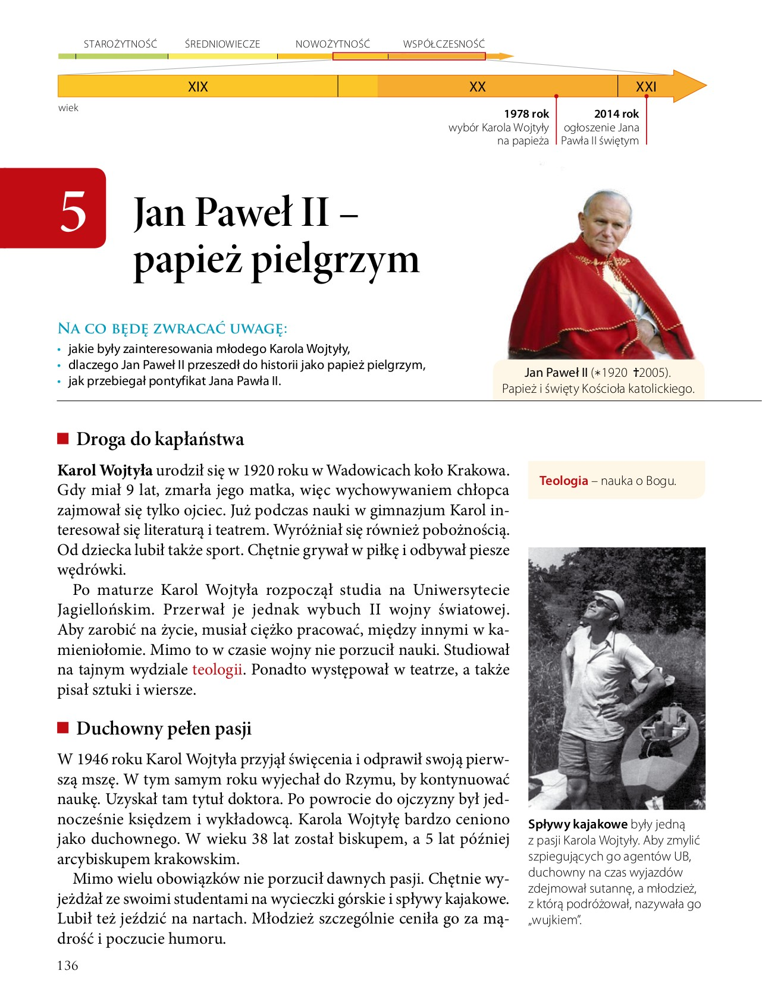 STAROŻYTNOŚĆ ŚREDNIOWIECZE NOWOŻYTNOŚĆ WSPÓŁCZESNOŚĆ
XIX XX XXI
wiek
1978 rok
wybór Karola Wojtyły
na papieża
2014 rok
ogłoszenie Jana
Pawła II świętym
5
Jan Paweł II –
papież pielgrzym
Na co będę zwracać uwagę:
• jakie były zainteresowania młodego Karola Wojtyły,
• dlaczego Jan Paweł II przeszedł do historii jako papież pielgrzym,
• jak przebiegał pontyfikat Jana Pawła II.
Jan Paweł II (*1920 ✝2005).
Papież i święty Kościoła katolickiego.
Droga do kapłaństwa
Karol Wojtyła urodził się w 1920 roku w Wadowicach koło Krakowa.
Gdy miał 9 lat, zmarła jego matka, więc wychowywaniem chłopca
zajmował się tylko ojciec. Już podczas nauki w gimnazjum Karol in-
teresował się literaturą i teatrem. Wyróżniał się również pobożnością.
Od dziecka lubił także sport. Chętnie grywał w piłkę i odbywał piesze
wędrówki.
Po maturze Karol Wojtyła rozpoczął studia na Uniwersytecie
Jagiellońskim. Przerwał je jednak wybuch II wojny światowej.
Aby zarobić na życie, musiał ciężko pracować, między innymi w ka-
mieniołomie. Mimo to w czasie wojny nie porzucił nauki. Studiował
na tajnym wydziale teologii. Ponadto występował w teatrze, a także
pisał sztuki i wiersze.
Teologia – nauka o Bogu.
Duchowny pełen pasji
W 1946 roku Karol Wojtyła przyjął święcenia i odprawił swoją pierw-
szą mszę. W tym samym roku wyjechał do Rzymu, by kontynuować
naukę. Uzyskał tam tytuł doktora. Po powrocie do ojczyzny był jed-
nocześnie księdzem i wykładowcą. Karola Wojtyłę bardzo ceniono
jako duchownego. W wieku 38 lat został biskupem, a 5 lat później
arcybiskupem krakowskim.
Mimo wielu obowiązków nie porzucił dawnych pasji. Chętnie wy-
jeżdżał ze swoimi studentami na wycieczki górskie i spływy kajakowe.
Lubił też jeździć na nartach. Młodzież szczególnie ceniła go za mą-
drość i poczucie humoru.
Spływy kajakowe były jedną
z pasji Karola Wojtyły. Aby zmylić
szpiegujących go agentów UB,
duchowny na czas wyjazdów
zdejmował sutannę, a młodzież,
z którą podróżował, nazywała go
„wujkiem”.
136